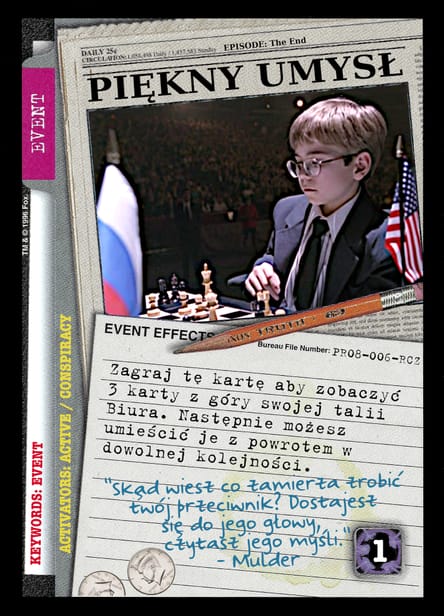 DAILY 25¢
EPISODE: The End
PIĘKNY UMYSŁ
EVENT
TM & © 1996 Fox.
KEYWORDS: EVENT
ACTIVATORS: ACTIVE / CONSPIRACY
EVENT EFFECTS
Bureau File Number: PR08-006-RCZ
Zagraj tę kartę aby zobaczyć
3 karty z góry swojej talii
Biura. Następnie możesz
umieścić je z powrotem w
dowolnej kolejności.
"Skąd wiesz co zamierza zrobić
twój przeciwnik? Dostajesz
się do jego głowy,
czytasz jego myśli."
- Mulder
1